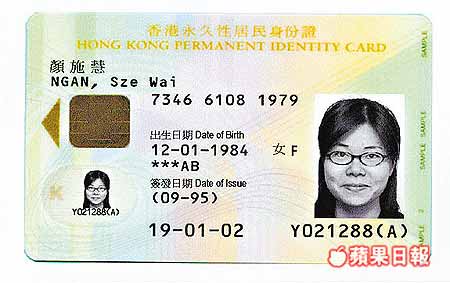 香港永久性居民身份證
HONG KONG PERMANENT IDENTITY CARD
顏施慧
NGAN, Sze Wai
7346 6108 1979
出生日期 Date of Birth
12-01-1984 女 F
***AB
簽發日期 Date of Issue
(09-95)
19-01-02
Y021288(A)
Y021288(A)
SAMPLE
SAMPLE
SAMPLE
蘋果日報